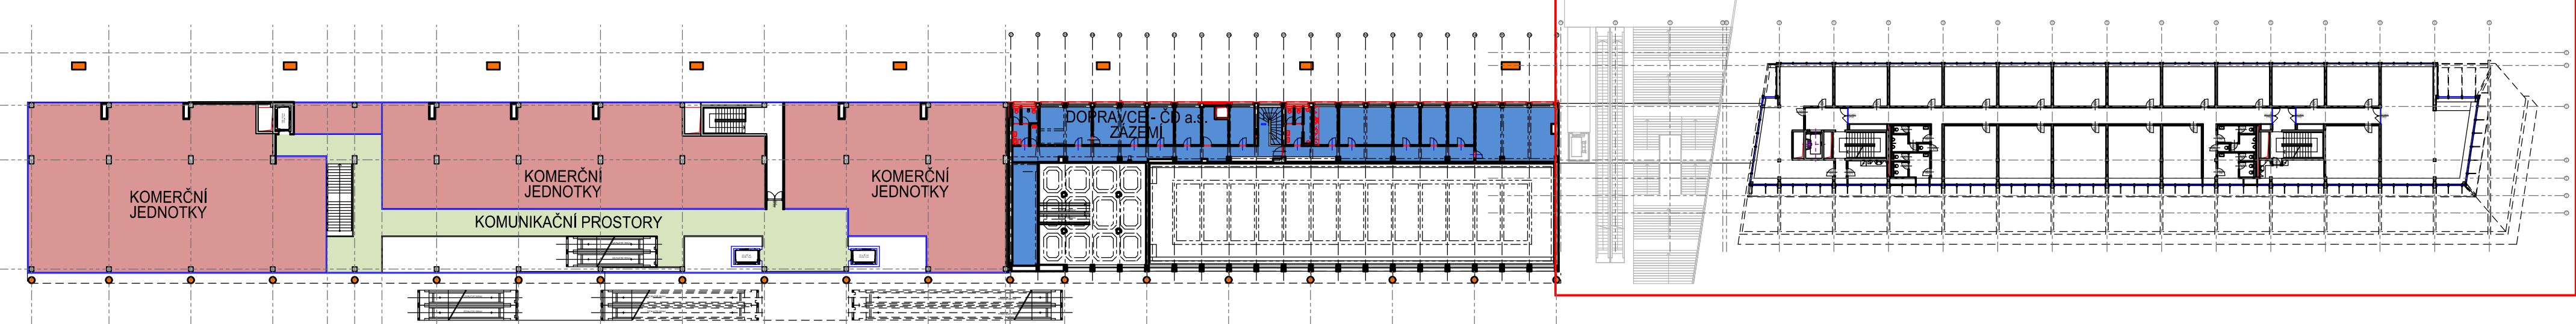 KOMERČNÍ
JEDNOTKY
KOMERČNÍ
JEDNOTKY
KOMUNIKAČNÍ PROSTORY
KOMERČNÍ
JEDNOTKY
DOPRAVCE - ČD a.s.
ZÁZEMÍ